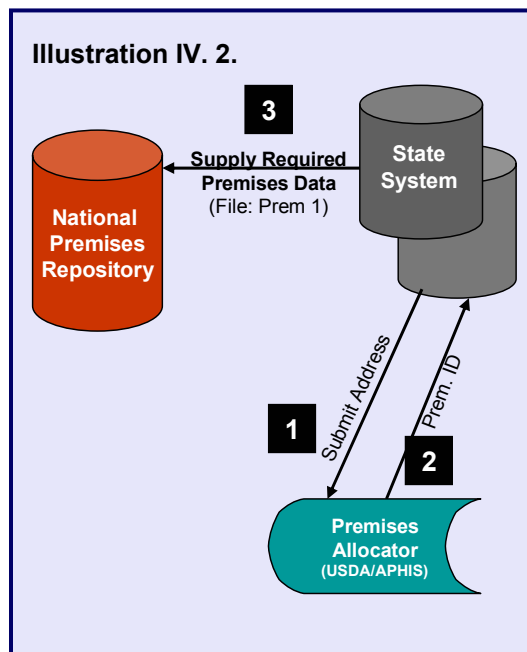 Illustration IV. 2.
3
Supply Required
Premises Data
(File: Prem 1)
State
System
National
Premises
Repository
1
Submit Address
Prem. ID
2
Premises
Allocator
(USDA/APHIS)